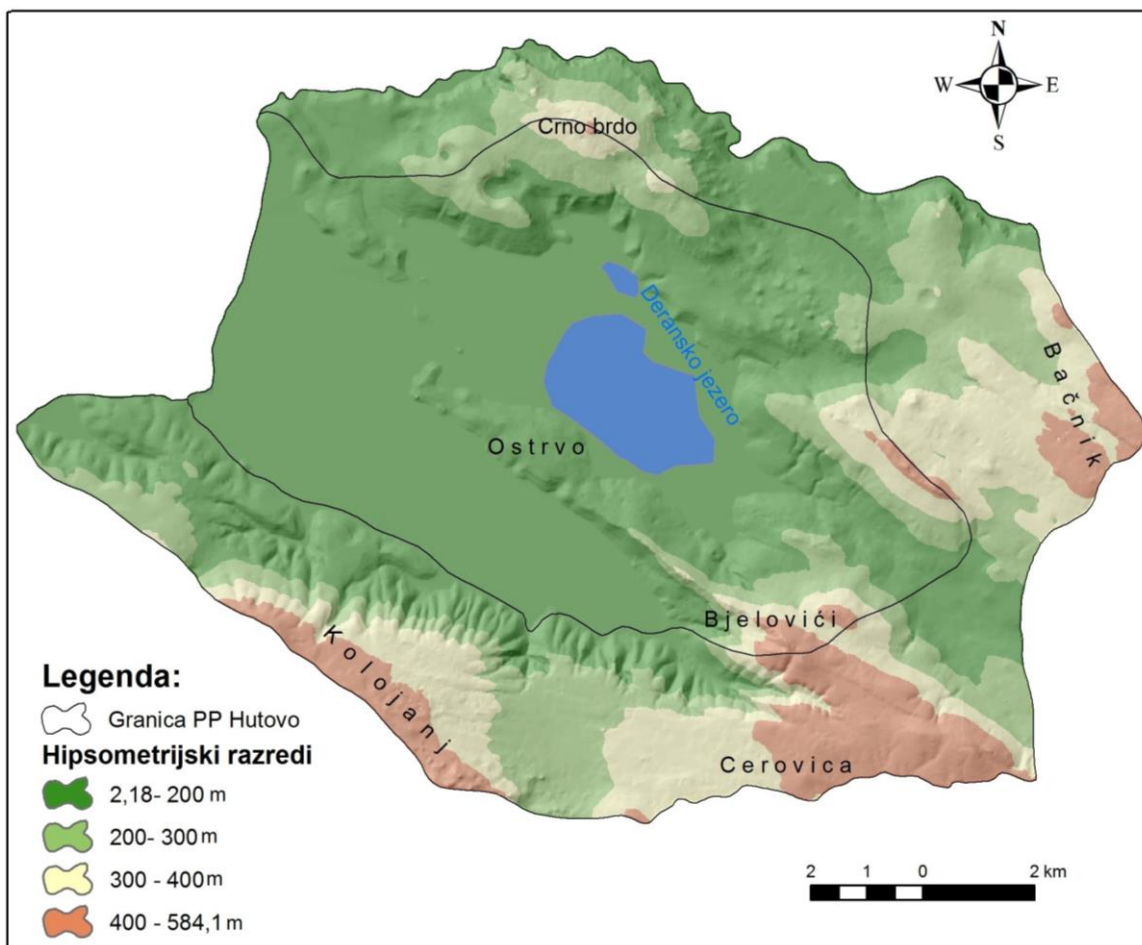 N
W E
S
Crno brdo
Deransko jezero
Bačnik
Ostrvo
Bjelovići
Kolojanj
Cerovica
Legenda:
Granica PP Hutovo
Hipsometrijski razredi
2,18- 200 m
200- 300 m
300 - 400 m
400 - 584,1 m
2 1 0 2 km